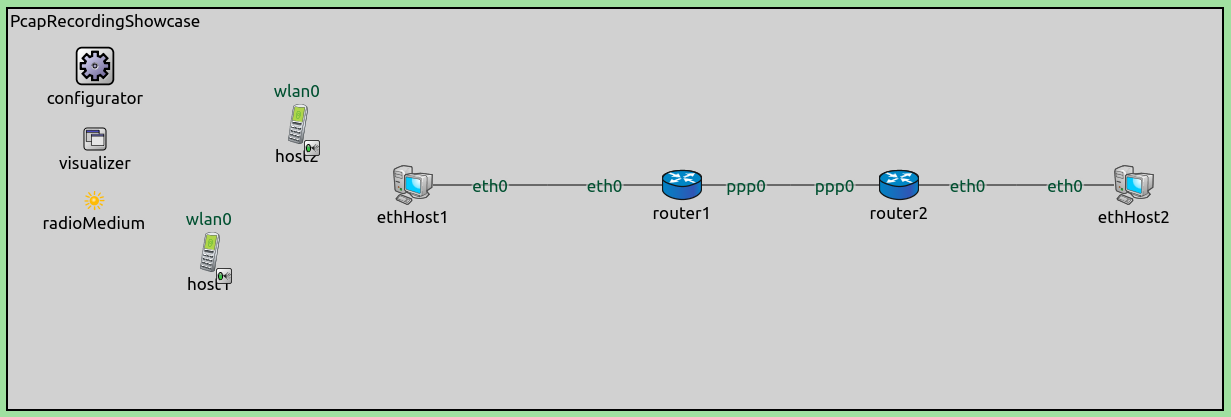 PcapRecordingShowcase
configurator
visualizer
radioMedium
wlan0
host2
wlan0
host1
ethHost1
eth0
eth0
router1
ppp0
ppp0
router2
eth0
eth0
ethHost2